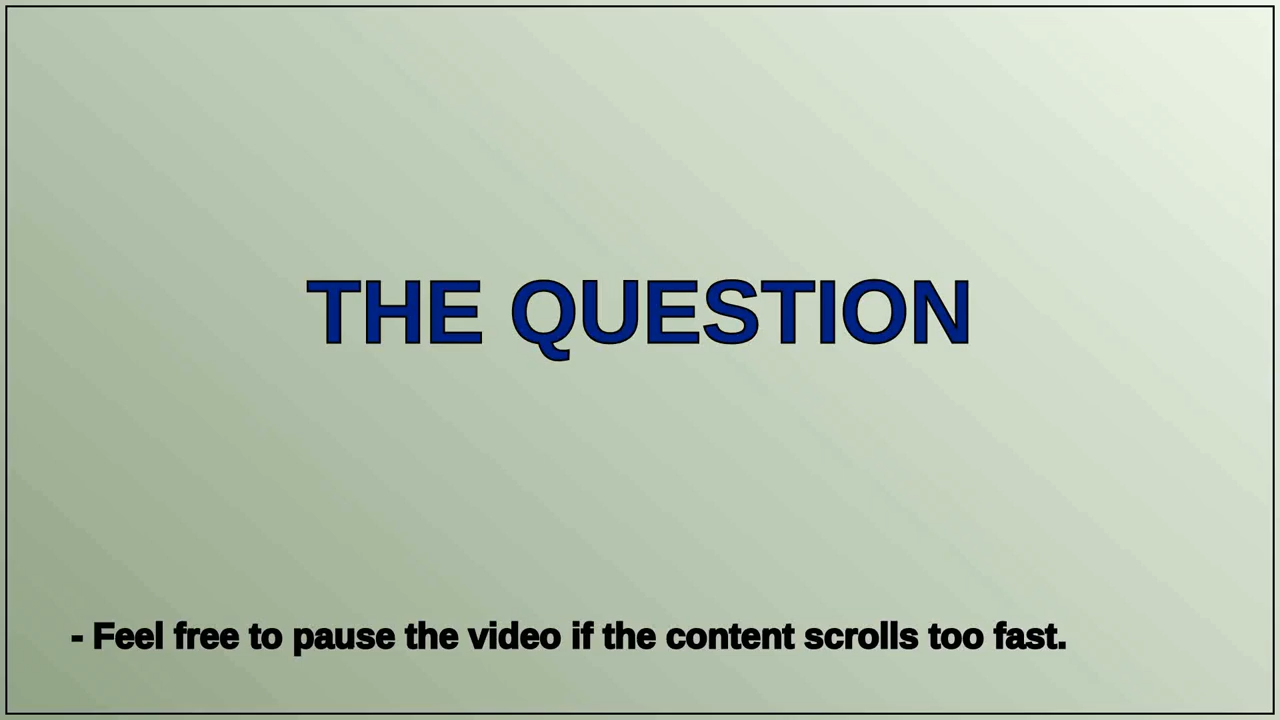 THE QUESTION
- Feel free to pause the video if the content scrolls too fast.